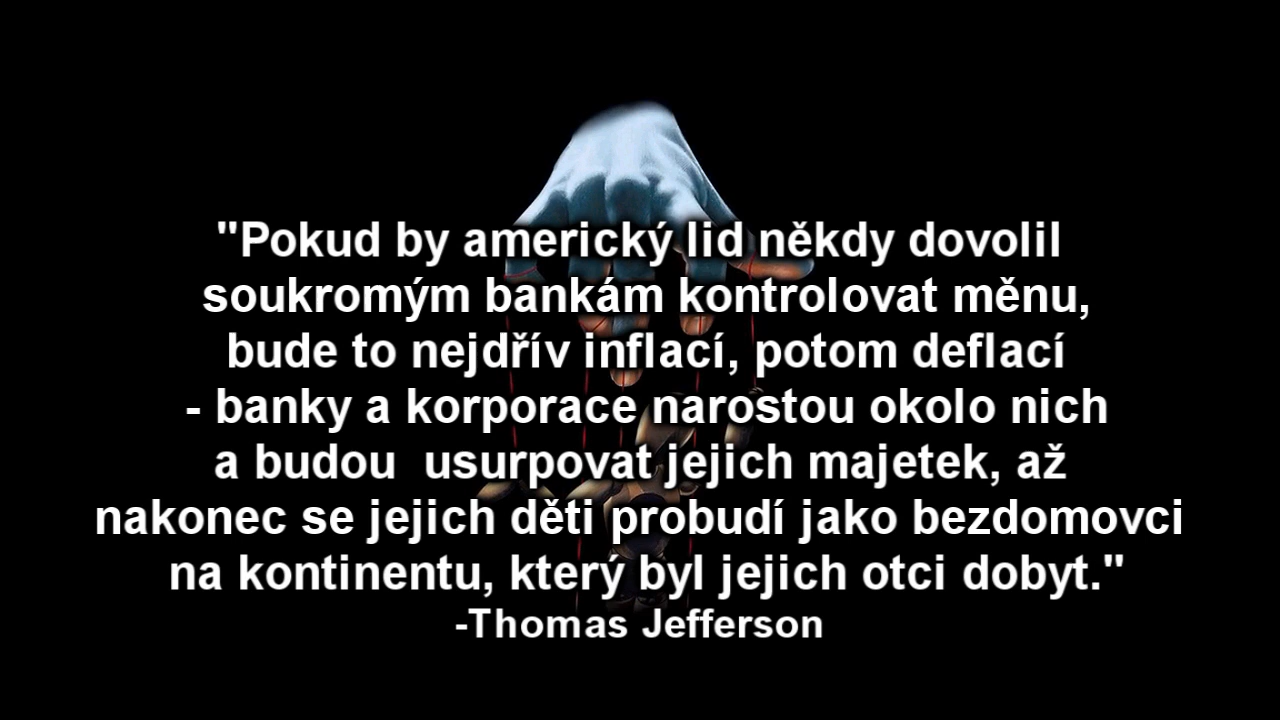 "Pokud by americký lid někdy dovolil
soukromým bankám kontrolovat měnu,
bude to nejdřív inflací, potom deflací
- banky a korporace narostou okolo nich
a budou  usurpovat jejich majetek, až
nakonec se jejich děti probudí jako bezdomovci
na kontinentu, který byl jejich otci dobyt."
-Thomas Jefferson